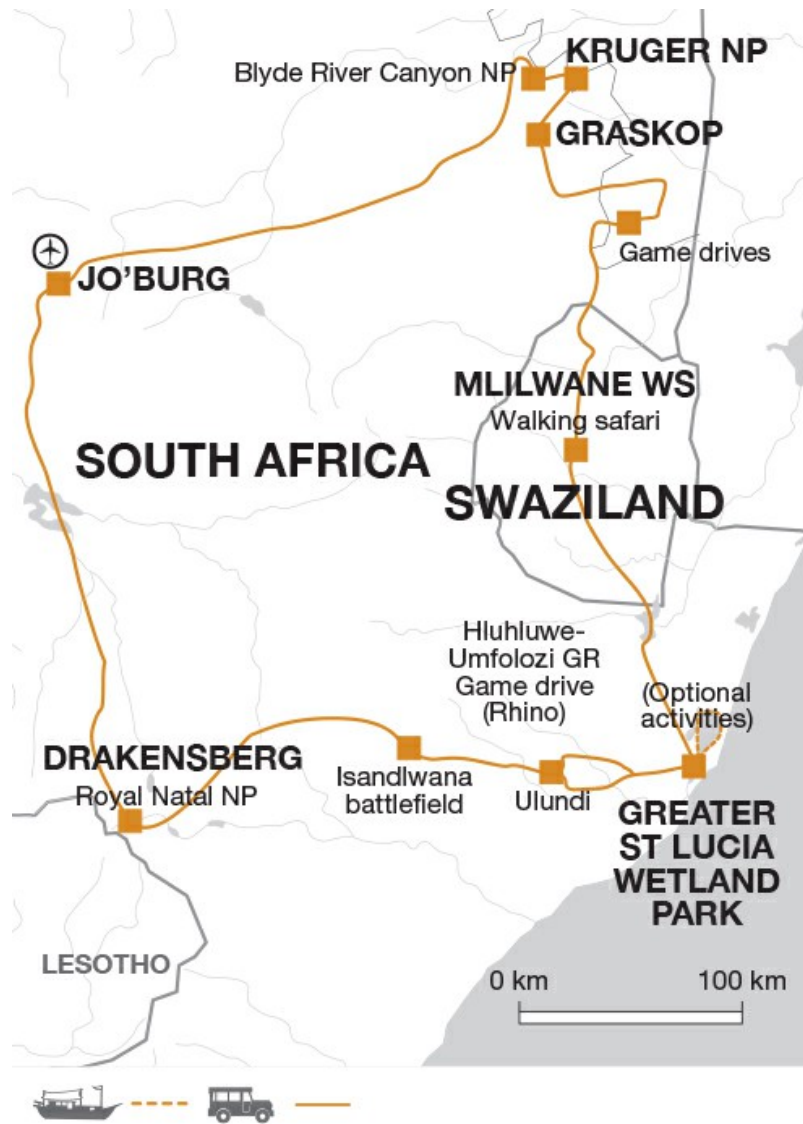 Blyde River Canyon NP
KRUGER NP
GRASKOP
Game drives
JO'BURG
MLILWANE WS
Walking safari
SOUTH AFRICA
SWAZILAND
Hluhluwe-
Umfolozi GR
Game drive
(Rhino)
(Optional
activities)
DRAKENSBERG
Royal Natal NP
Isandlwana
battlefield
Ulundi
GREATER
ST LUCIA
WETLAND
PARK
LESOTHO
0 km 100 km